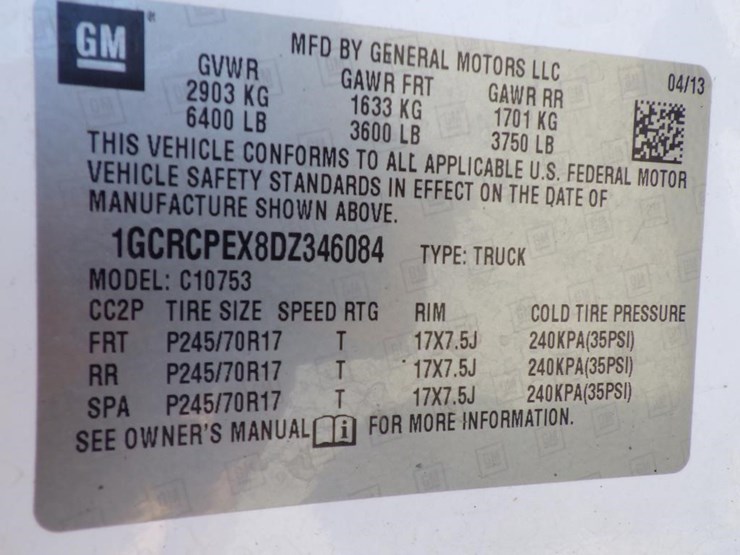 GM
MFD BY GENERAL MOTORS LLC
04/13
GVWR GAWR FRT GAWR RR
2903 KG 1633 KG 1701 KG
6400 LB 3600 LB 3750 LB
THIS VEHICLE CONFORMS TO ALL APPLICABLE U.S. FEDERAL MOTOR
VEHICLE SAFETY STANDARDS IN EFFECT ON THE DATE OF
MANUFACTURE SHOWN ABOVE.
1GCRCPEX8DZ346084 TYPE: TRUCK
MODEL: C10753
CC2P TIRE SIZE SPEED RTG RIM COLD TIRE PRESSURE
FRT P245/70R17 T 17X7.5J 240KPA(35PSI)
RR P245/70R17 T 17X7.5J 240KPA(35PSI)
SPA P245/70R17 T 17X7.5J 240KPA(35PSI)
SEE OWNER'S MANUAL i FOR MORE INFORMATION.